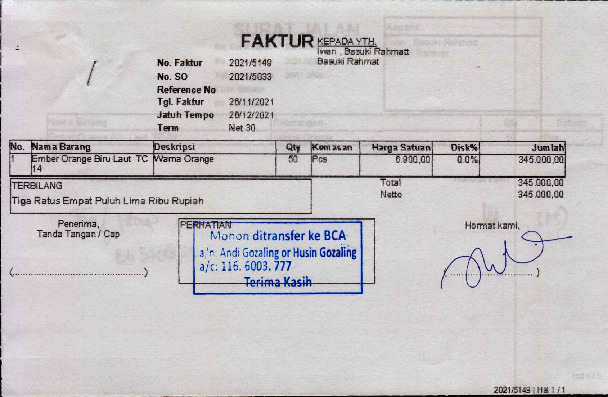 FAKTUR
KEPADA YTH.
Iwan , Basuki Rahmatt
Basuki Rahmat
No. Faktur 2021/5149
No. SO 2021/5033
Reference No
Tgl. Faktur 26/11/2021
Jatuh Tempo 26/12/2021
Term Net 30
No. Nama Barang Deskripsi Qty Kemasan Harga Satuan Disk% Jumlah
1 Ember Orange Biru Laut TC 14 Warna Orange 50 Pcs 6.900,00 0.0% 345.000,00
TERBILANG
Tiga Ratus Empat Puluh Lima Ribu Rupiah
Total 345.000,00
Netto 345.000,00
Penerima,
Tanda Tangan / Cap
PERHATIAN
Mohon ditransfer ke BCA
a/n. Andi Gozaling or Husin Gozaling
a/c: 116. 6003. 777
Terima Kasih
Hormat kami,
2021/5149 | Hal 1 / 1